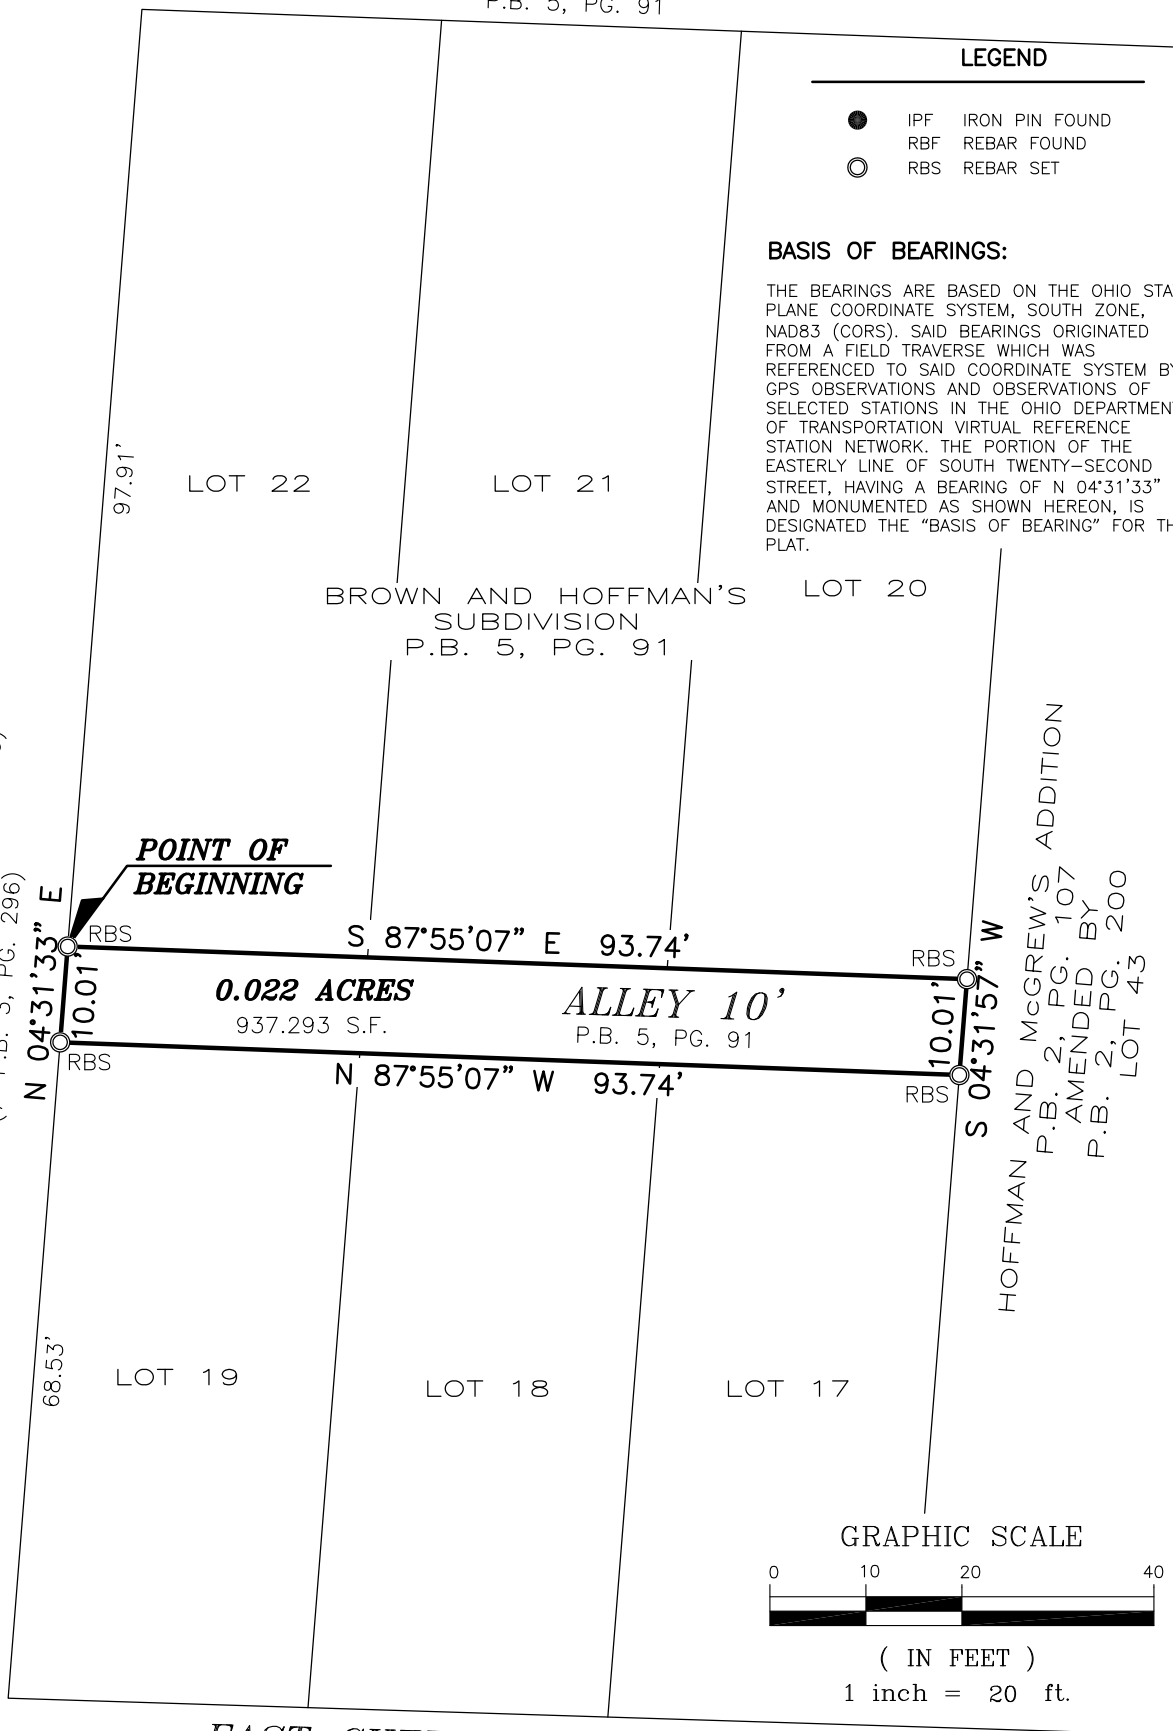 P.B. 5, PG. 91
LEGEND
IPF IRON PIN FOUND
RBF REBAR FOUND
RBS REBAR SET
BASIS OF BEARINGS:
THE BEARINGS ARE BASED ON THE OHIO STA
PLANE COORDINATE SYSTEM, SOUTH ZONE,
NAD83 (CORS). SAID BEARINGS ORIGINATED
FROM A FIELD TRAVERSE WHICH WAS
REFERENCED TO SAID COORDINATE SYSTEM BY
GPS OBSERVATIONS AND OBSERVATIONS OF
SELECTED STATIONS IN THE OHIO DEPARTMEN
OF TRANSPORTATION VIRTUAL REFERENCE
STATION NETWORK. THE PORTION OF THE
EASTERLY LINE OF SOUTH TWENTY-SECOND
STREET, HAVING A BEARING OF N 04°31'33"
AND MONUMENTED AS SHOWN HEREON, IS
DESIGNATED THE "BASIS OF BEARING" FOR TH
PLAT.
97.91'
LOT 22
LOT 21
LOT 20
BROWN AND HOFFMAN'S
SUBDIVISION
P.B. 5, PG. 91
POINT OF
BEGINNING
P.B. 3, PG. 296)
N 04°31'33" E
10.01'
RBS
S 87°55'07" E 93.74'
RBS
0.022 ACRES
937.293 S.F.
ALLEY 10'
P.B. 5, PG. 91
10.01'
S 04°31'57" W
RBS
N 87°55'07" W 93.74'
RBS
HOFFMAN AND McGREW'S ADDITION
P.B. 2, PG. 107
AMENDED BY
P.B. 2, PG. 200
LOT 43
68.53'
LOT 19
LOT 18
LOT 17
GRAPHIC SCALE
0 10 20 40
( IN FEET )
1 inch = 20 ft.
EAST